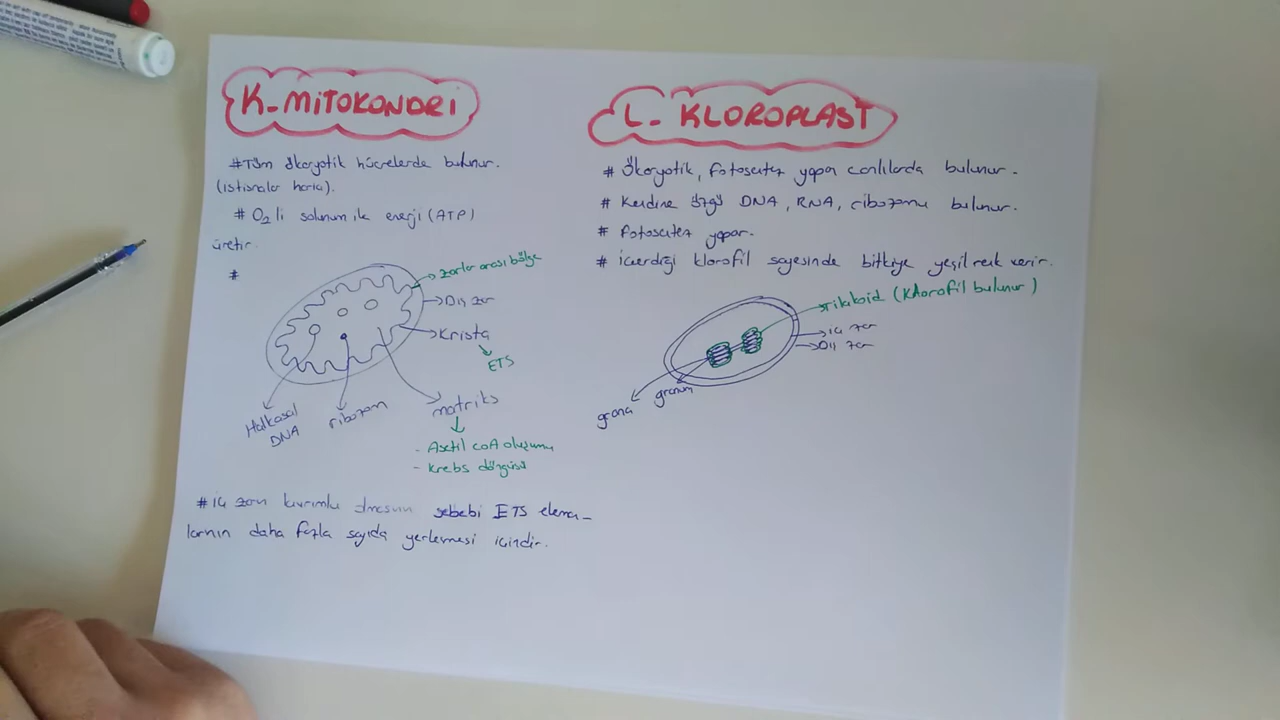 K-MİTOKONDRİ
#Tüm ökaryotik hücrelerde bulunur.
(istisnalar hariç).
# O2 li solunum ile enerji (ATP)
üretir.
#
zarlar arası bölge
Dış zar
Krista
ETS
matriks
- Asetil CoA oluşumu
- Krebs döngüsü
ribozom
Halkasal
DNA
# iç zarın kıvrımlı olmasının sebebi ETS eleman_
larının daha fazla sayıda yerleşmesi içindir.
L- KLOROPLAST
# Ökaryotik, fotosentez yapan canlılarda bulunur.
# Kendine özgü DNA, RNA, ribozomu bulunur.
# fotosentez yapar.
# içerdiği klorofil sayesinde bitkiye yeşil renk verir.
Tilakoid (Klorofil bulunur)
iç zar
Dış zar
granum
grana